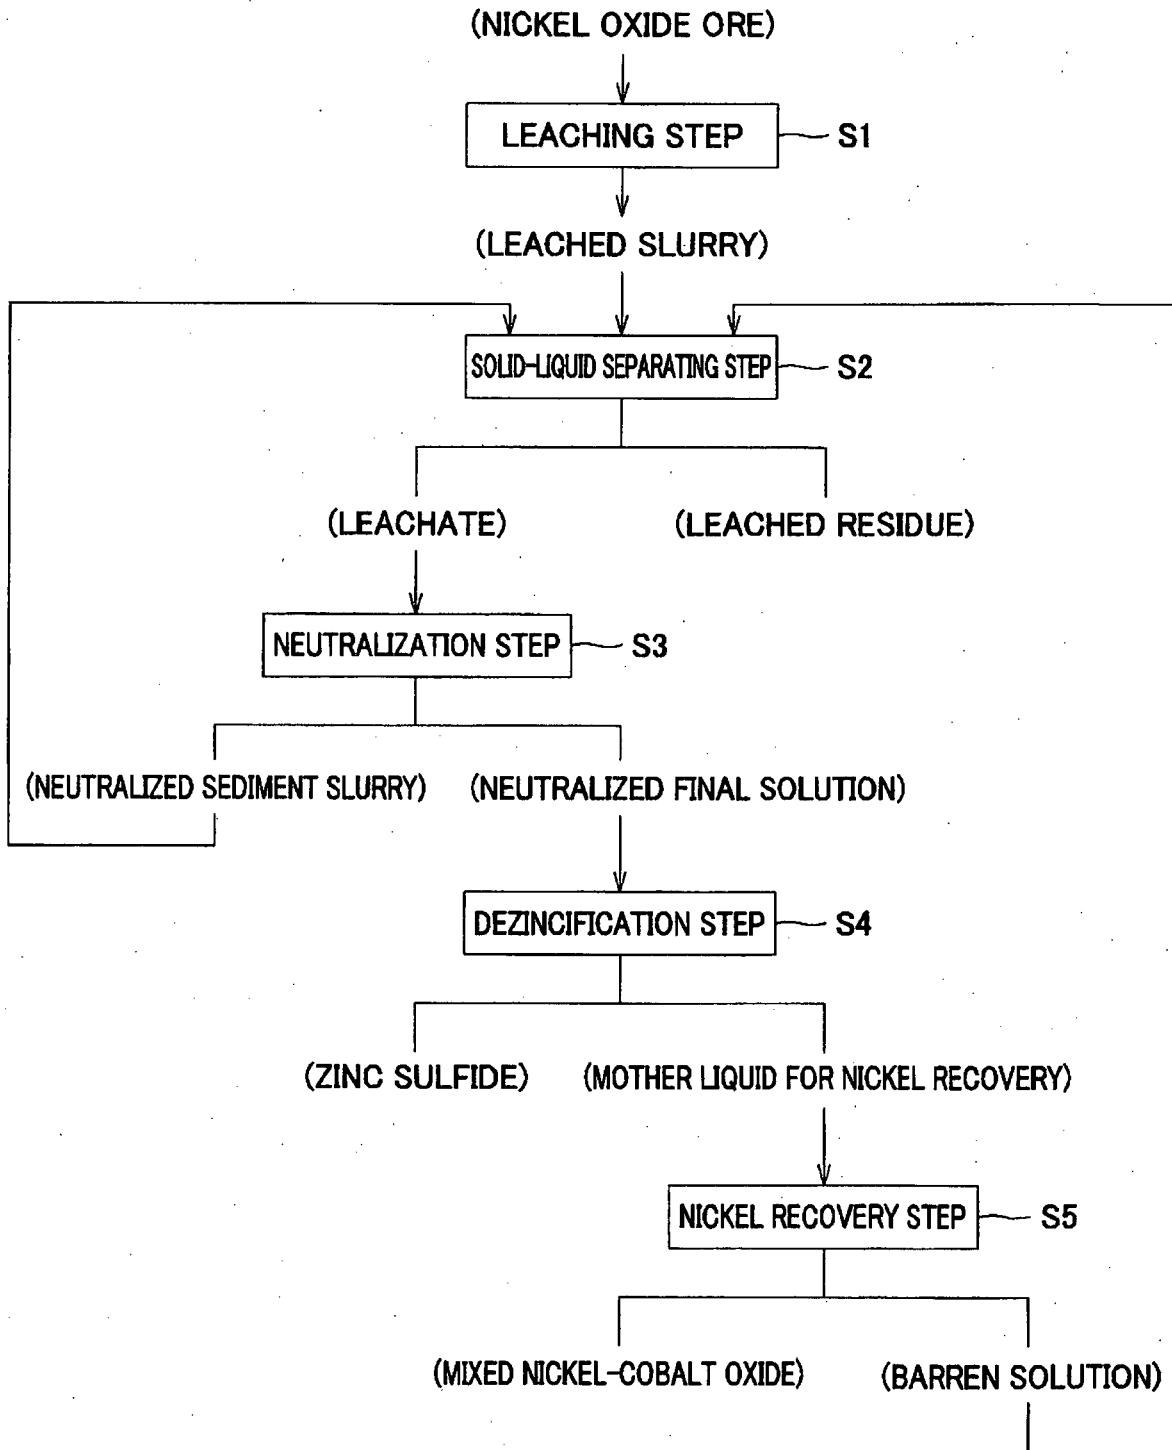 (NICKEL OXIDE ORE)
LEACHING STEP S1
(LEACHED SLURRY)
SOLID-LIQUID SEPARATING STEP S2
(LEACHATE) (LEACHED RESIDUE)
NEUTRALIZATION STEP S3
(NEUTRALIZED SEDIMENT SLURRY) (NEUTRALIZED FINAL SOLUTION)
DEZINCIFICATION STEP S4
(ZINC SULFIDE) (MOTHER LIQUID FOR NICKEL RECOVERY)
NICKEL RECOVERY STEP S5
(MIXED NICKEL-COBALT OXIDE) (BARREN SOLUTION)